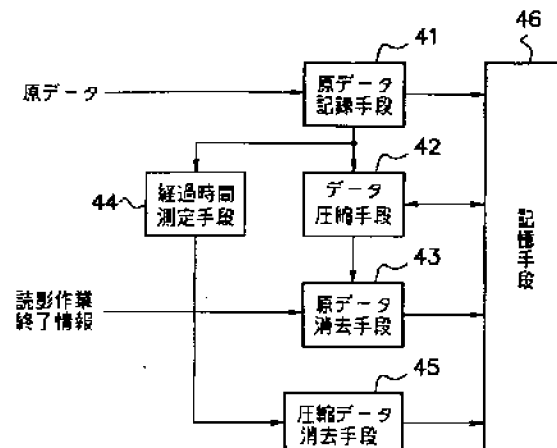 41
46
原データ
原データ
記録手段
42
44
経過時間
測定手段
データ
圧縮手段
記憶手段
43
読影作業
終了情報
原データ
消去手段
45
圧縮データ
消去手段